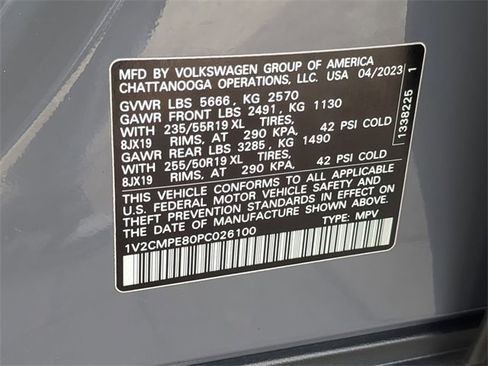 MFD BY VOLKSWAGEN GROUP OF AMERICA
CHATTANOOGA OPERATIONS, LLC. USA 04/2023
GVWR LBS 5666, KG 2570
GAWR FRONT LBS 2491, KG 1130
WITH 235/55R19 XL TIRES,
8JX19 RIMS, AT 290 KPA, 42 PSI COLD
GAWR REAR LBS 3285, KG 1490
WITH 255/50R19 XL TIRES,
8JX19 RIMS, AT 290 KPA, 42 PSI COLD
THIS VEHICLE CONFORMS TO ALL APPLICABLE
U.S. FEDERAL MOTOR VEHICLE SAFETY AND
THEFT PREVENTION STANDARDS IN EFFECT ON
THE DATE OF MANUFACTURE SHOWN ABOVE.
1V2CMPE80PC026100 TYPE: MPV
1338225 1